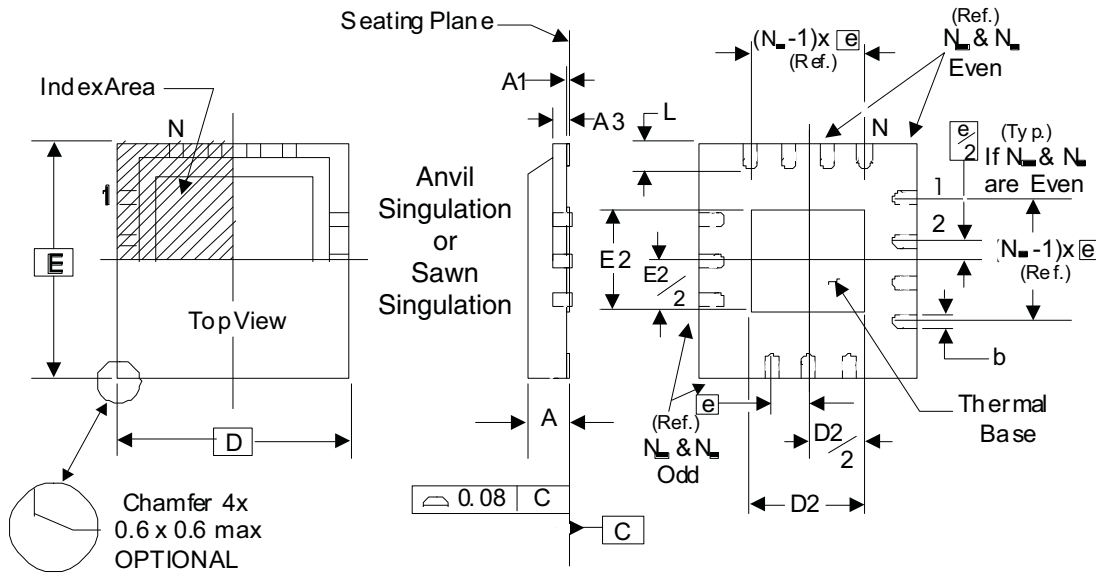 Seating Plane
IndexArea
N
1
E
TopView
D
Chamfer 4x
0.6 x 0.6 max
OPTIONAL
A1
A3
L
Anvil
Singulation
or
Sawn
Singulation
A
0.08 C
C
(Ref.)
N & N
Even
(N -1)x e
(Ref.)
N
e/2
(Typ.)
If N & N
are Even
1
2
(N -1)x e
(Ref.)
b
E2
E2/2
Thermal
Base
e
D2/2
D2
(Ref.)
N & N
Odd